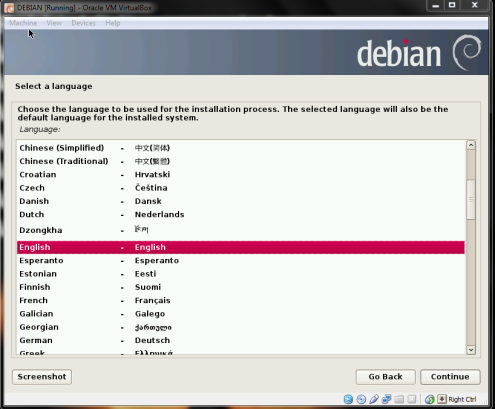 DEBIAN [Running] - Oracle VM VirtualBox
Machine View Devices Help
debian
Select a language
Choose the language to be used for the installation process. The selected language will also be the
default language for the installed system.
Language:
Chinese (Simplified) - 中文(简体)
Chinese (Traditional) - 中文(繁體)
Croatian - Hrvatski
Czech - Čeština
Danish - Dansk
Dutch - Nederlands
Dzongkha - རྫོང་ཁ།
English - English
Esperanto - Esperanto
Estonian - Eesti
Finnish - Suomi
French - Français
Galician - Galego
Georgian - ქართული
German - Deutsch
Greek - Ελληνικά
Screenshot
Go Back
Continue
Right Ctrl